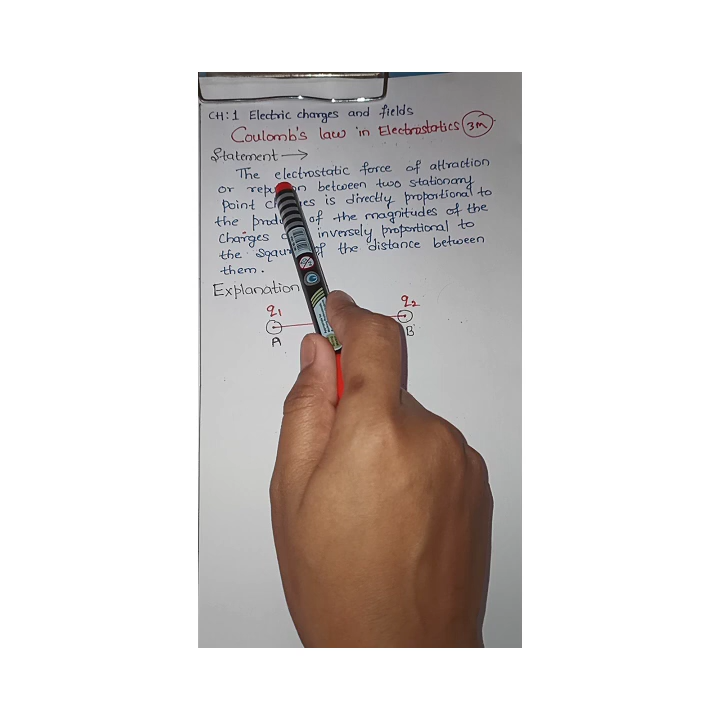 CH:1 Electric charges and fields
Coulomb's law in Electrostatics 3m
Statement →
The electrostatic force of attraction
or between two stationary
point is directly proportional to
the of the magnitudes of the
charges inversely proportional to
the of the distance between
them.
Explanation
q1 q2
A B